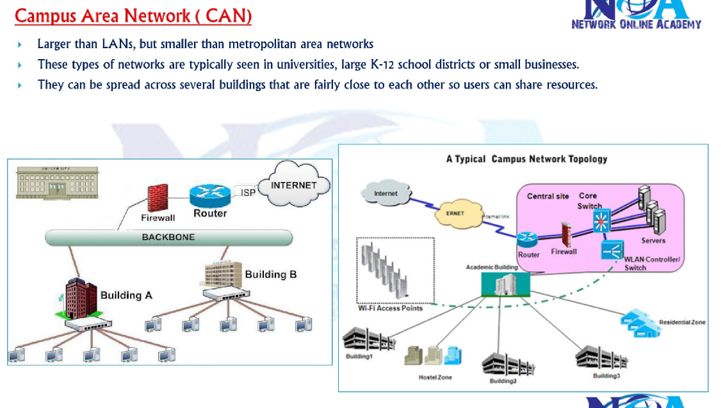 Campus Area Network ( CAN)
NETWORK ONLINE ACADEMY
Larger than LANs, but smaller than metropolitan area networks
These types of networks are typically seen in universities, large K-12 school districts or small businesses.
They can be spread across several buildings that are fairly close to each other so users can share resources.
UNIVERSITY
INTERNET
ISP
Firewall
Router
BACKBONE
Building A
Building B
A Typical Campus Network Topology
Internet
ERNET
Central site
Core
Switch
Servers
Router
Firewall
WLAN Controller/
Switch
Academic Building
Wi-Fi Access Points
Residential Zone
Building1
Hostel Zone
Building2
Building3